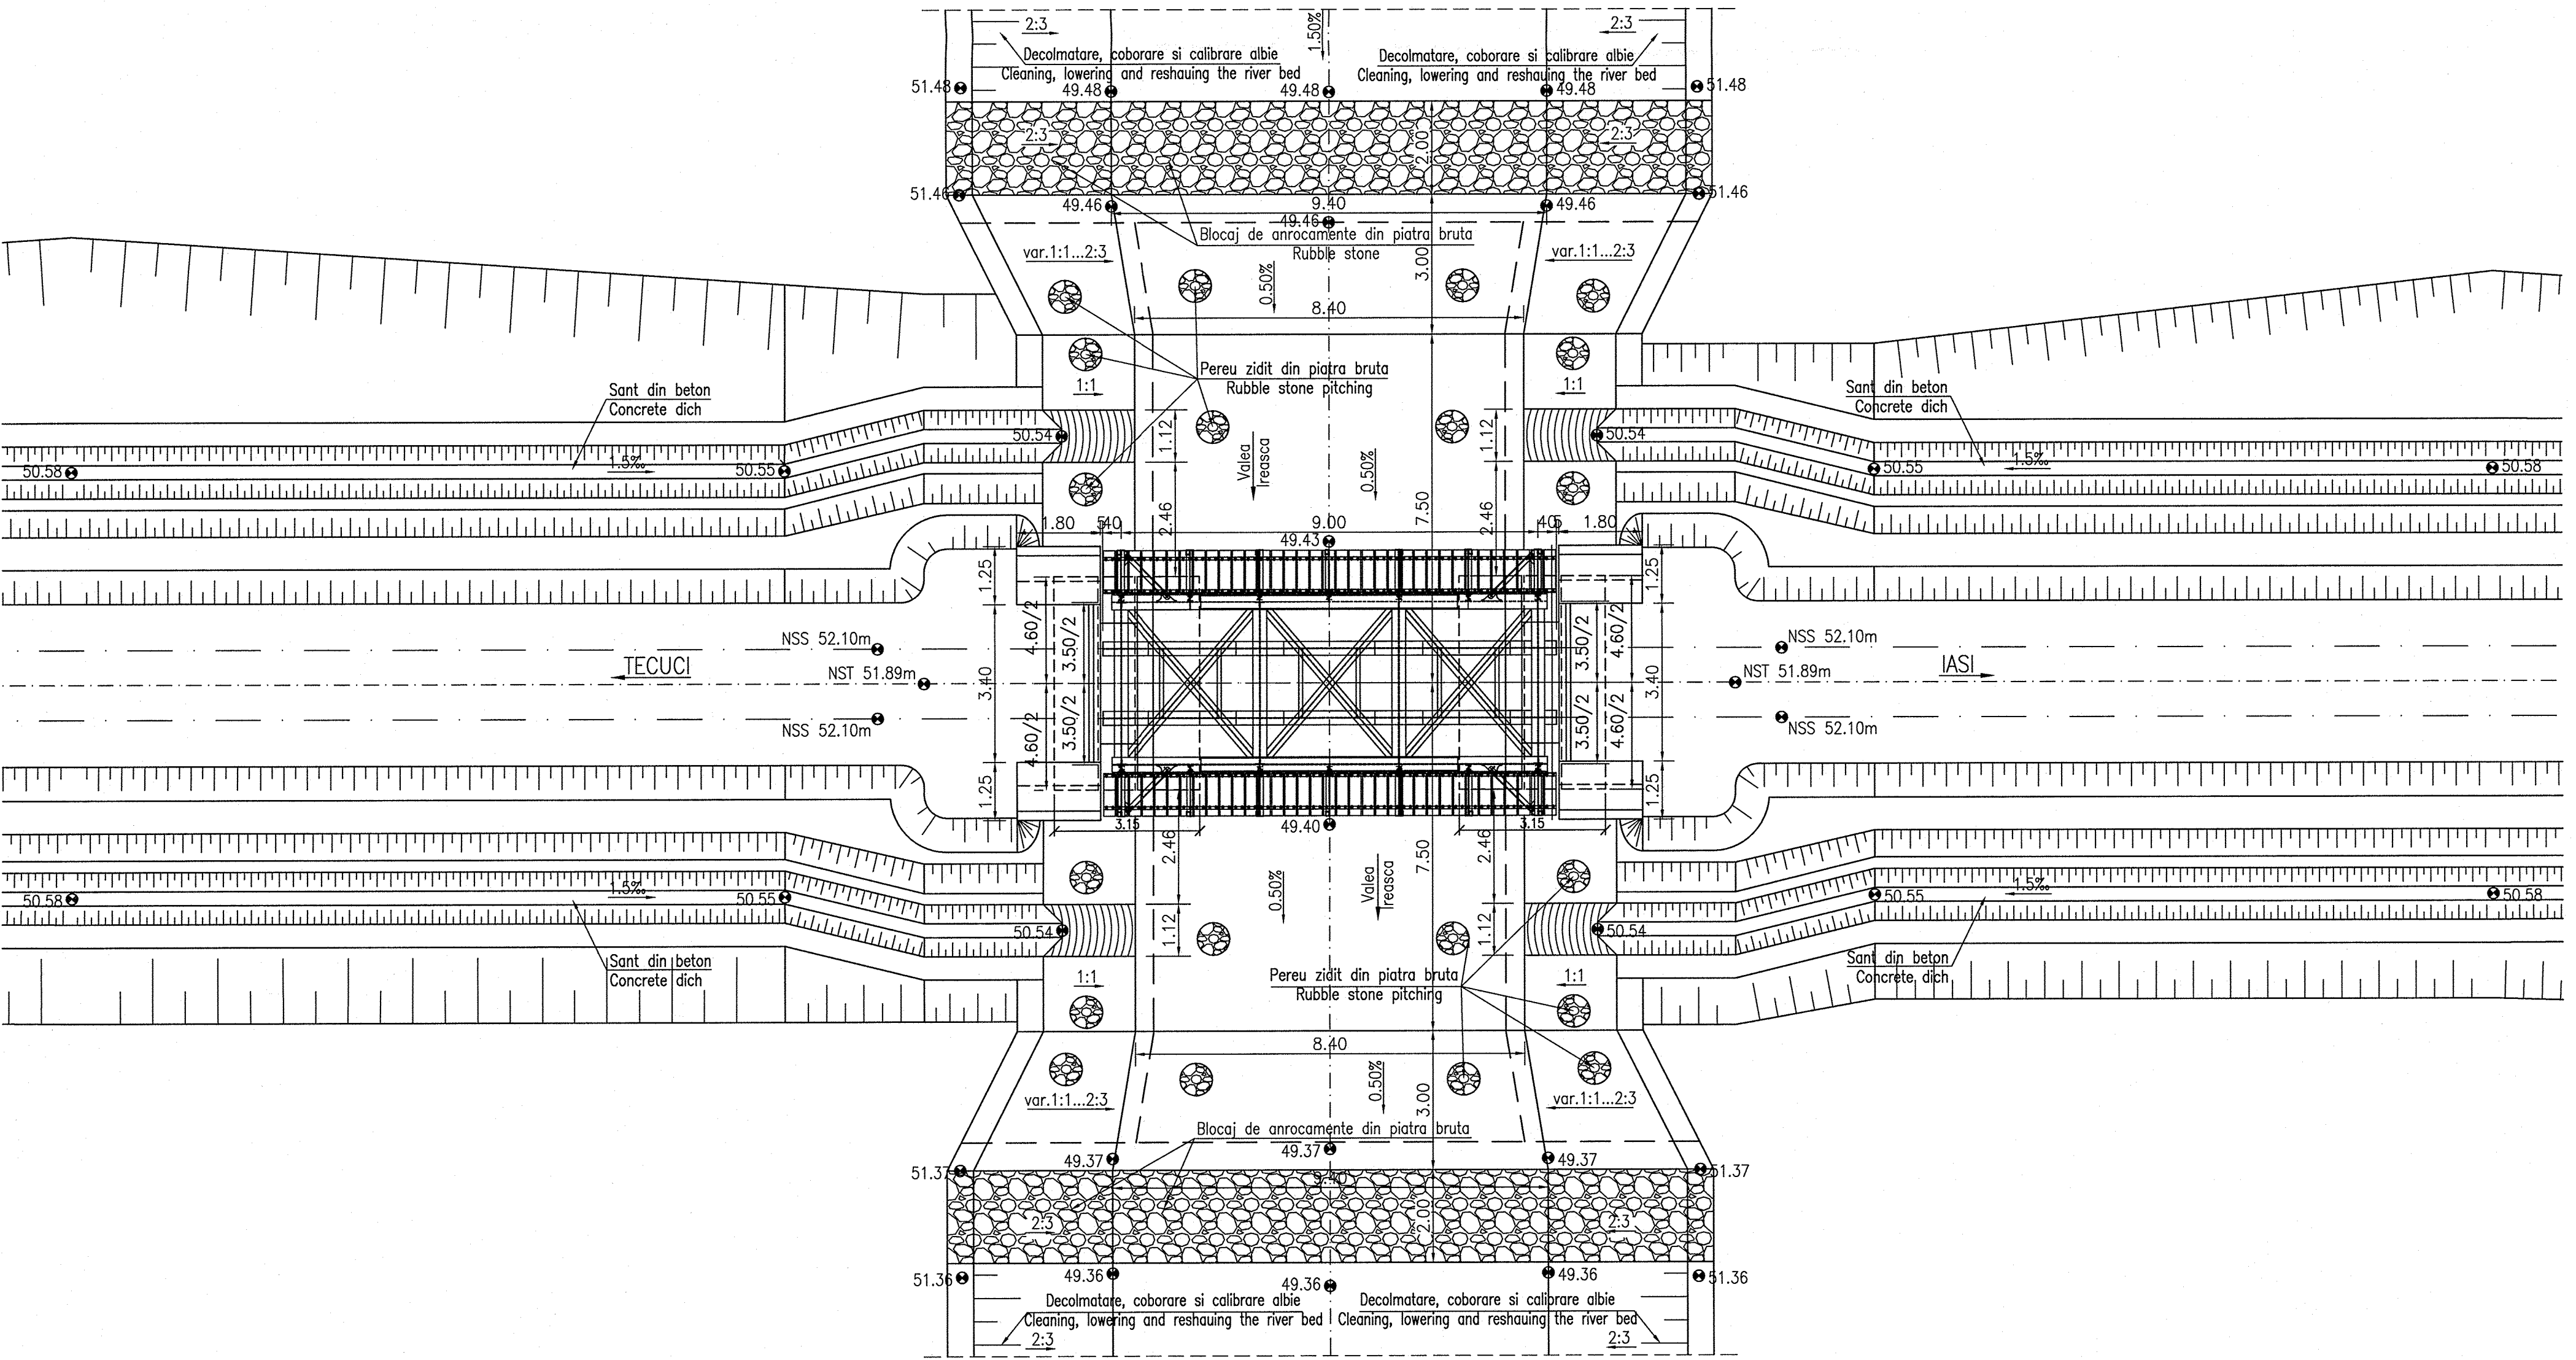 2:3
1.50%
2:3
Decolmatare, coborare si calibrare albie
Cleaning, lowering and reshauing the river bed
Decolmatare, coborare si calibrare albie
Cleaning, lowering and reshauing the river bed
51.48
49.48
49.48
49.48
51.48
2:3
2.00
2:3
51.46
49.46
9.40
49.46
51.46
49.46
Blocaj de anrocamente din piatra bruta
Rubble stone
var.1:1...2:3
var.1:1...2:3
0.50%
3.00
8.40
Pereu zidit din piatra bruta
Rubble stone pitching
1:1
1:1
Sant din beton
Concrete dich
Sant din beton
Concrete dich
50.54
1.12
1.12
50.54
Valea
Ireasca
0.50%
50.58
1.5‰
50.55
50.55
1.5‰
50.58
7.50
1.80
5
40
2.46
9.00
2.46
40
5
1.80
49.43
1.25
1.25
4.60/2
3.50/2
3.50/2
4.60/2
NSS 52.10m
NSS 52.10m
TECUCI
NST 51.89m
3.40
3.40
NST 51.89m
IASI
NSS 52.10m
4.60/2
3.50/2
3.50/2
4.60/2
NSS 52.10m
1.25
1.25
3.15
49.40
3.15
2.46
2.46
7.50
0.50%
Valea
Ireasca
50.58
1.5‰
50.55
50.55
1.5‰
50.58
50.54
1.12
1.12
50.54
Sant din beton
Concrete dich
Sant din beton
Concrete dich
1:1
Pereu zidit din piatra bruta
Rubble stone pitching
1:1
8.40
0.50%
3.00
var.1:1...2:3
var.1:1...2:3
Blocaj de anrocamente din piatra bruta
51.37
49.37
49.37
49.37
51.37
9.40
2:3
2.00
2:3
51.36
49.36
49.36
49.36
51.36
Decolmatare, coborare si calibrare albie
Cleaning, lowering and reshauing the river bed
Decolmatare, coborare si calibrare albie
Cleaning, lowering and reshauing the river bed
2:3
2:3